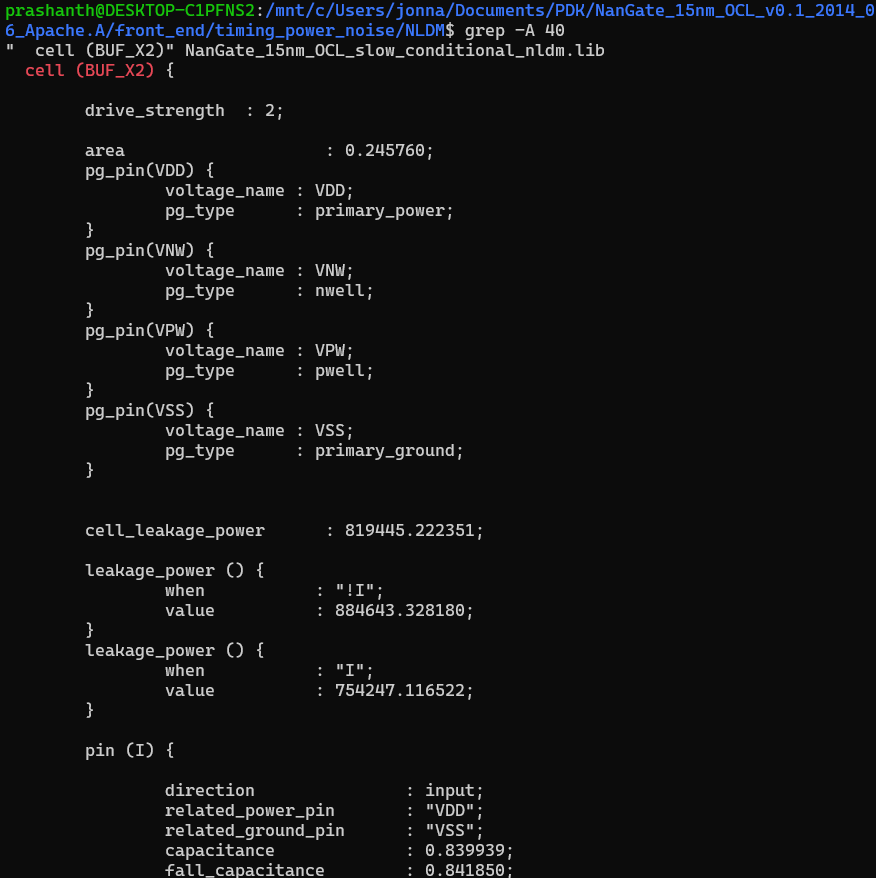 prashanth@DESKTOP-C1PFNS2:/mnt/c/Users/jonna/Documents/PDK/NanGate_15nm_OCL_v0.1_2014_0
6_Apache.A/front_end/timing_power_noise/NLDM$ grep -A 40
"  cell (BUF_X2)" NanGate_15nm_OCL_slow_conditional_nldm.lib
  cell (BUF_X2) {
        drive_strength  : 2;
        area                    : 0.245760;
        pg_pin(VDD) {
                voltage_name : VDD;
                pg_type      : primary_power;
        }
        pg_pin(VNW) {
                voltage_name : VNW;
                pg_type      : nwell;
        }
        pg_pin(VPW) {
                voltage_name : VPW;
                pg_type      : pwell;
        }
        pg_pin(VSS) {
                voltage_name : VSS;
                pg_type      : primary_ground;
        }
        cell_leakage_power      : 819445.222351;
        leakage_power () {
                when           : "!I";
                value          : 884643.328180;
        }
        leakage_power () {
                when           : "I";
                value          : 754247.116522;
        }
        pin (I) {
                direction               : input;
                related_power_pin       : "VDD";
                related_ground_pin      : "VSS";
                capacitance             : 0.839939;
                fall_capacitance        : 0.841850;